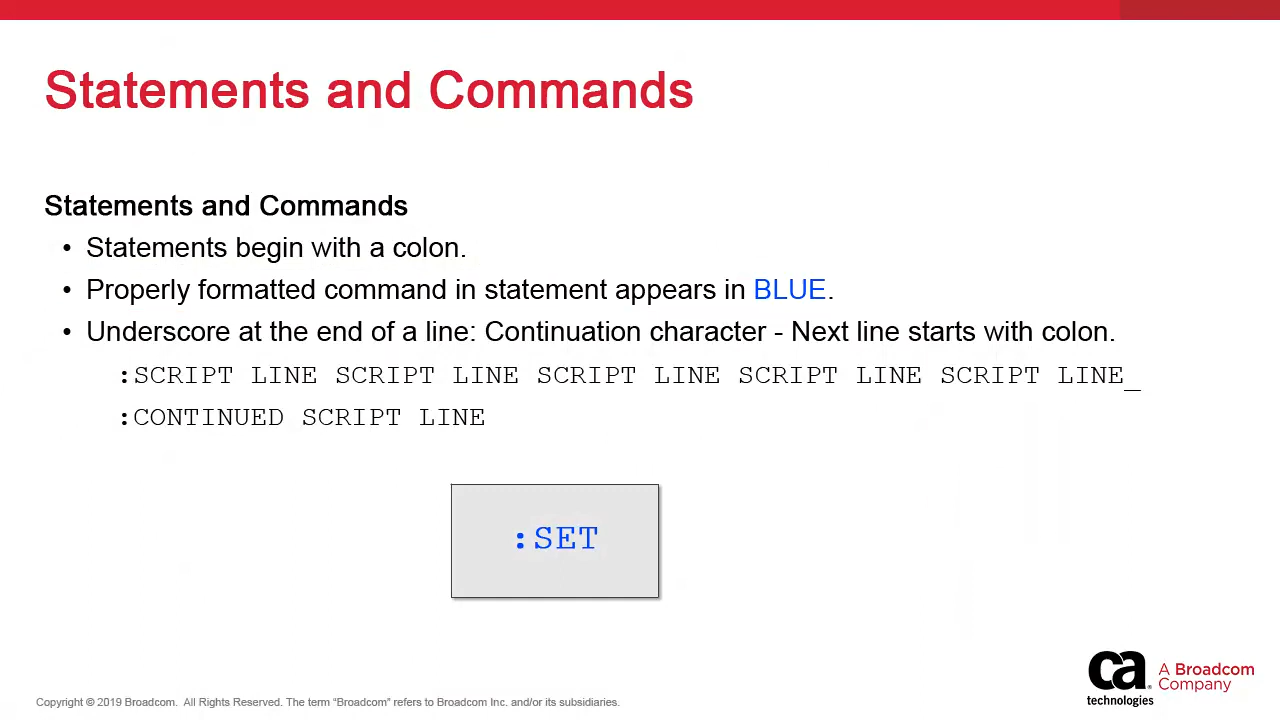 Statements and Commands
Statements and Commands
• Statements begin with a colon.
• Properly formatted command in statement appears in BLUE.
• Underscore at the end of a line: Continuation character - Next line starts with colon.
:SCRIPT LINE SCRIPT LINE SCRIPT LINE SCRIPT LINE SCRIPT LINE_
:CONTINUED SCRIPT LINE
:SET
ca
technologies
A Broadcom
Company
Copyright © 2019 Broadcom. All Rights Reserved. The term “Broadcom” refers to Broadcom Inc. and/or its subsidiaries.